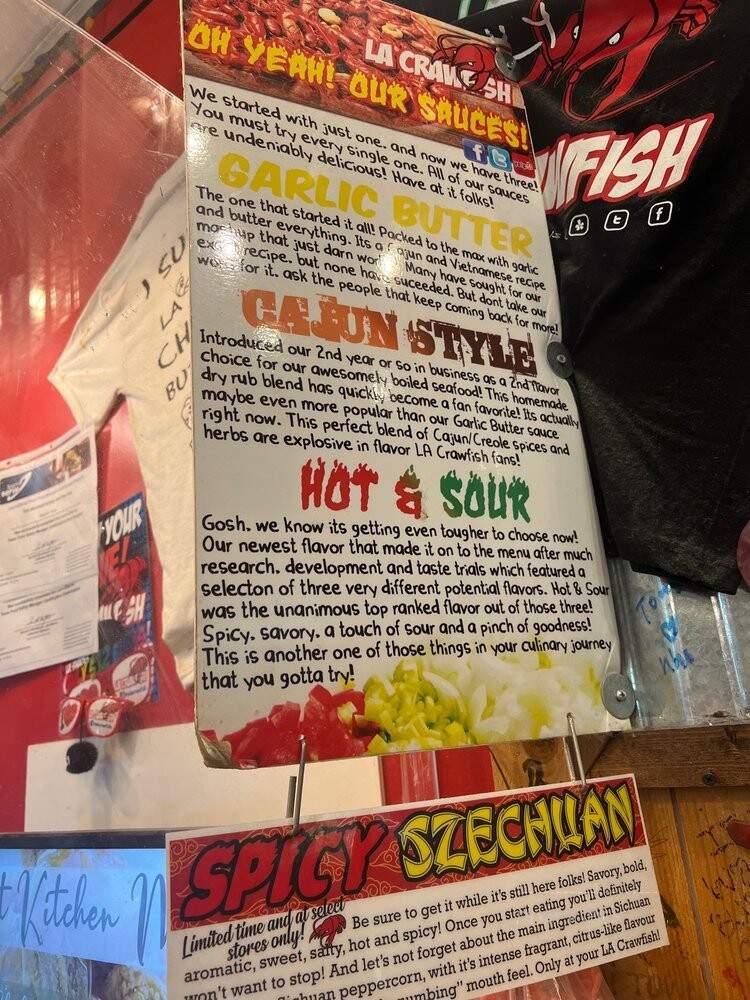 LA CRAWFISH
OH YEAH! OUR SAUCES!
We started with just one. and now we have three!
You must try every single one. All of our sauces
are undeniably delicious! Have at it folks!
GARLIC BUTTER
The one that started it all! Packed to the max with garlic
and butter everything. Its a Cajun and Vietnamese recipe
mashup that just darn Many have sought for our
recipe. but none have suceeded. But dont take our
word for it. ask the people that keep coming back for more!
CAJUN STYLE
Introduced our 2nd year or so in business as a 2nd flavor
choice for our awesomely boiled seafood! This homemade
dry rub blend has quickly become a fan favorite! Its actually
maybe even more popular than our Garlic Butter sauce
right now. This perfect blend of Cajun/Creole spices and
herbs are explosive in flavor LA Crawfish fans!
HOT & SOUR
Gosh. we know its getting even tougher to choose now!
Our newest flavor that made it on to the menu after much
research. development and taste trials which featured a
selecton of three very different potential flavors. Hot & Sour
was the unanimous top ranked flavor out of those three!
Spicy. savory. a touch of sour and a pinch of goodness!
This is another one of those things in your culinary journey
that you gotta try!
SPICY SZECHUAN
Limited time and at select
stores only!
Be sure to get it while it's still here folks! Savory, bold,
aromatic, sweet, salty, hot and spicy! Once you start eating you'll definitely
won't want to stop! And let's not forget about the main ingredient in Sichuan
Sichuan peppercorn, with it's intense fragrant, citrus-like flavour
numbing" mouth feel. Only at your LA Crawfish!
FISH
YOUR
Kitchen